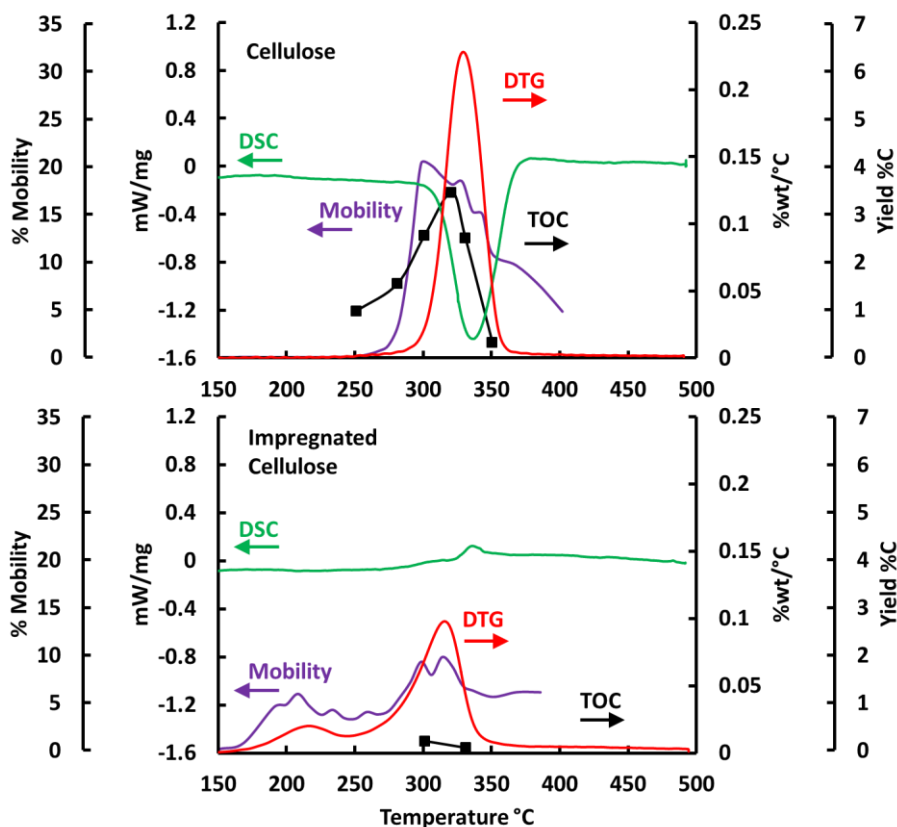 35
30
25
20
15
10
5
0
% Mobility
1.2
0.8
0.4
0
-0.4
-0.8
-1.2
-1.6
mW/mg
Cellulose
DSC
Mobility
DTG
TOC
0.25
0.2
0.15
0.1
0.05
0
%wt/°C
7
6
5
4
3
2
1
0
Yield %C
150 200 250 300 350 400 450 500
35
30
25
20
15
10
5
0
% Mobility
1.2
0.8
0.4
0
-0.4
-0.8
-1.2
-1.6
mW/mg
Impregnated
Cellulose
DSC
Mobility
DTG
TOC
0.25
0.2
0.15
0.1
0.05
0
%wt/°C
7
6
5
4
3
2
1
0
Yield %C
150 200 250 300 350 400 450 500
Temperature °C